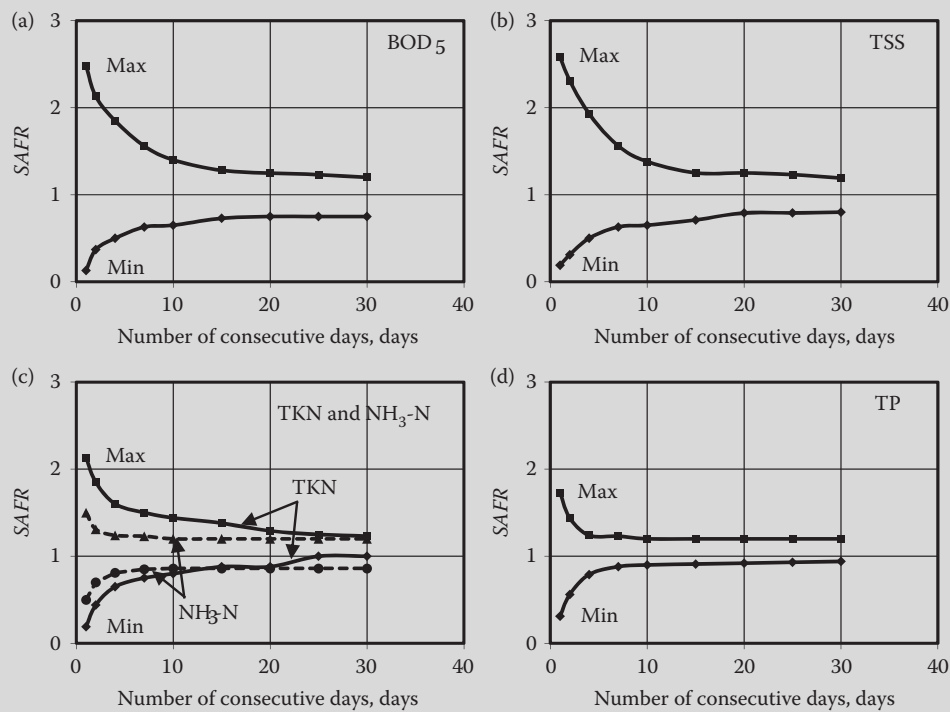 (a)
3
2
1
0
SAFR
BOD 5
Max
Min
0 10 20 30 40
Number of consecutive days, days
(b)
3
2
1
0
SAFR
TSS
Max
Min
0 10 20 30 40
Number of consecutive days, days
(c)
3
2
1
0
SAFR
TKN and NH3-N
Max
TKN
NH3-N
Min
0 10 20 30 40
Number of consecutive days, days
(d)
3
2
1
0
SAFR
TP
Max
Min
0 10 20 30 40
Number of consecutive days, days